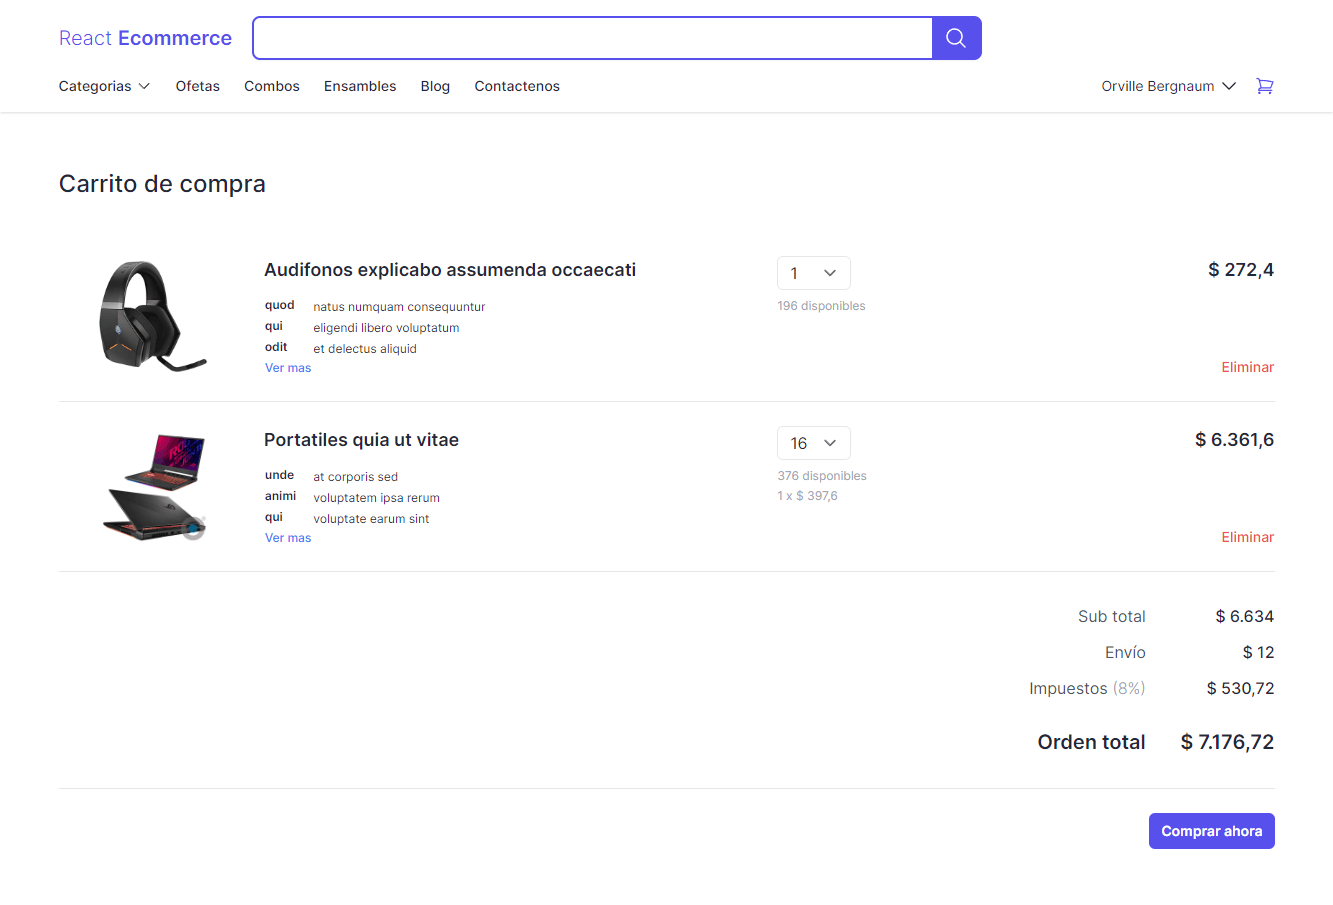 React Ecommerce
Categorias Ofetas Combos Ensambles Blog Contactenos Orville Bergnaum
Carrito de compra
Audifonos explicabo assumenda occaecati 1 $ 272,4
196 disponibles
quod natus numquam consequuntur
qui eligendi libero voluptatum
odit et delectus aliquid
Ver mas Eliminar
Portatiles quia ut vitae 16 $ 6.361,6
376 disponibles
unde at corporis sed
animi voluptatem ipsa rerum 1 x $ 397,6
qui voluptate earum sint
Ver mas Eliminar
Sub total $ 6.634
Envío $ 12
Impuestos (8%) $ 530,72
Orden total $ 7.176,72
Comprar ahora